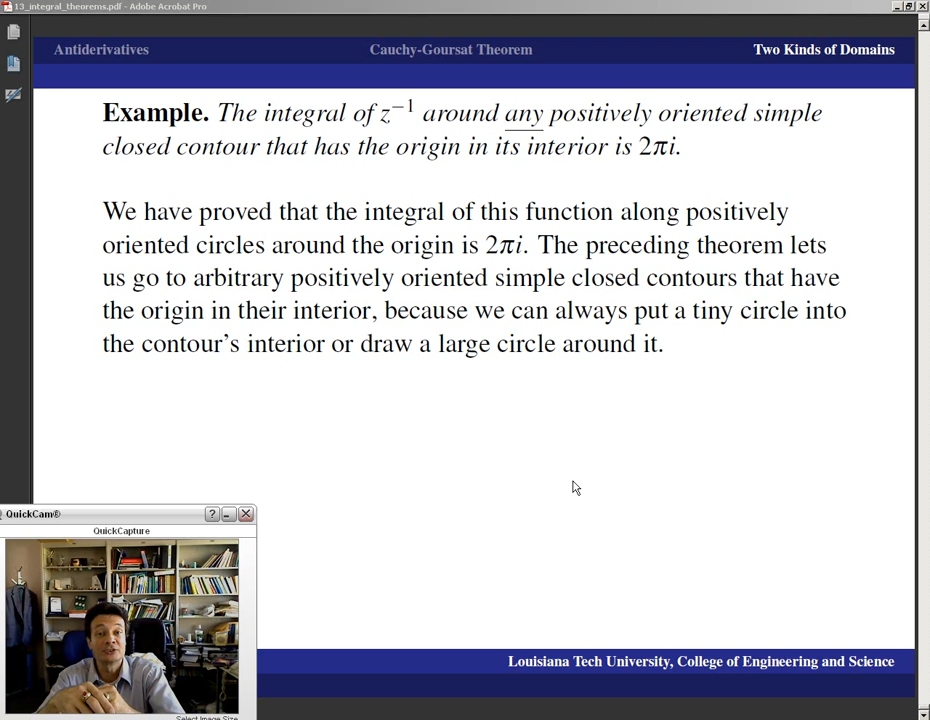 13_integral_theorems.pdf - Adobe Acrobat Pro
Antiderivatives Cauchy-Goursat Theorem Two Kinds of Domains
Example. The integral of z⁻¹ around any positively oriented simple
closed contour that has the origin in its interior is 2πi.
We have proved that the integral of this function along positively
oriented circles around the origin is 2πi. The preceding theorem lets
us go to arbitrary positively oriented simple closed contours that have
the origin in their interior, because we can always put a tiny circle into
the contour's interior or draw a large circle around it.
QuickCam®
QuickCapture
Select Image Size
Louisiana Tech University, College of Engineering and Science